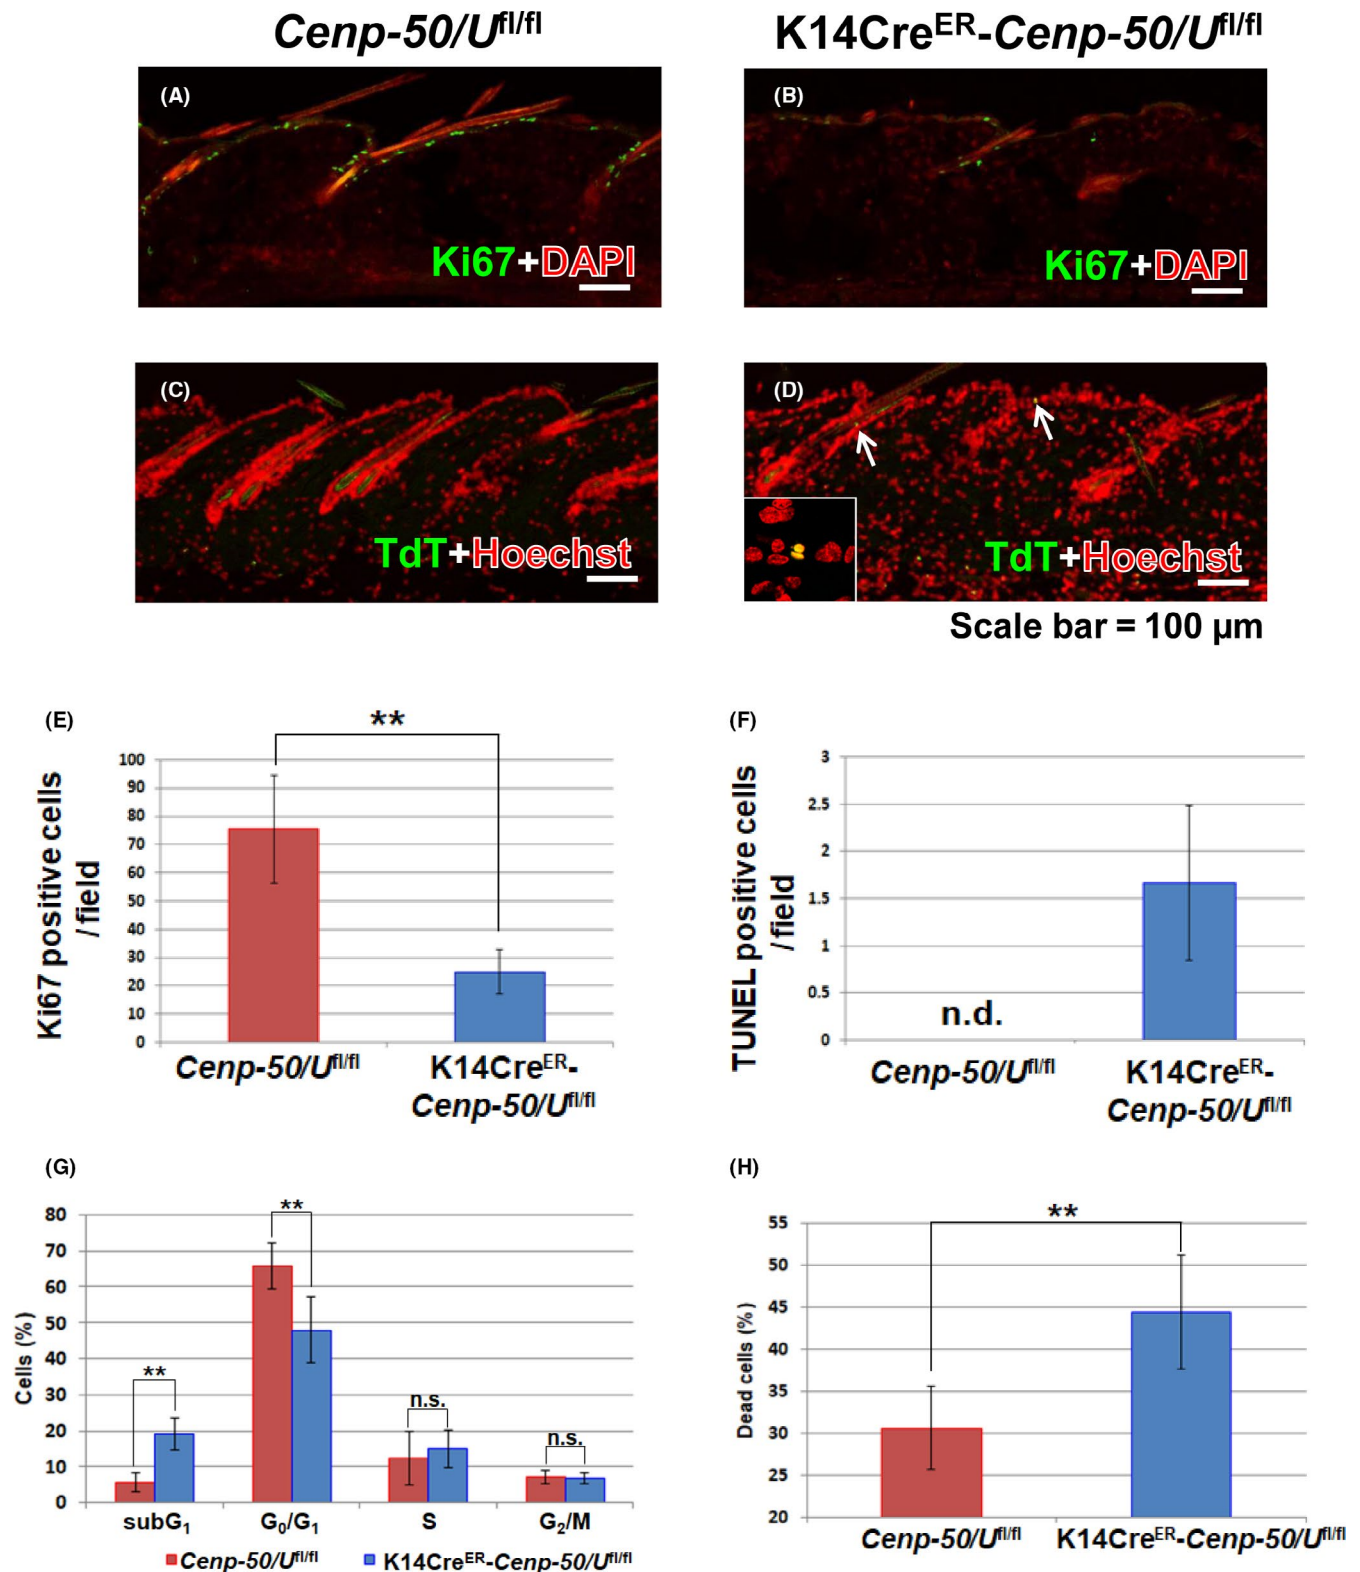 Cenp-50/Ufl/fl
K14CreER-Cenp-50/Ufl/fl
(A)
Ki67+DAPI
(B)
Ki67+DAPI
(C)
TdT+Hoechst
(D)
TdT+Hoechst
Scale bar = 100 µm
(E)
**
Ki67 positive cells
/field
100
90
80
70
60
50
40
30
20
10
0
Cenp-50/Ufl/fl
K14CreER-
Cenp-50/Ufl/fl
(F)
TUNEL positive cells
/field
3
2.5
2
1.5
1
0.5
0
n.d.
Cenp-50/Ufl/fl
K14CreER-
Cenp-50/Ufl/fl
(G)
Cells (%)
80
70
60
50
40
30
20
10
0
**
**
n.s.
n.s.
subG1
G0/G1
S
G2/M
Cenp-50/Ufl/fl
K14CreER-Cenp-50/Ufl/fl
(H)
**
Dead cells (%)
55
50
45
40
35
30
25
20
Cenp-50/Ufl/fl
K14CreER-Cenp-50/Ufl/fl